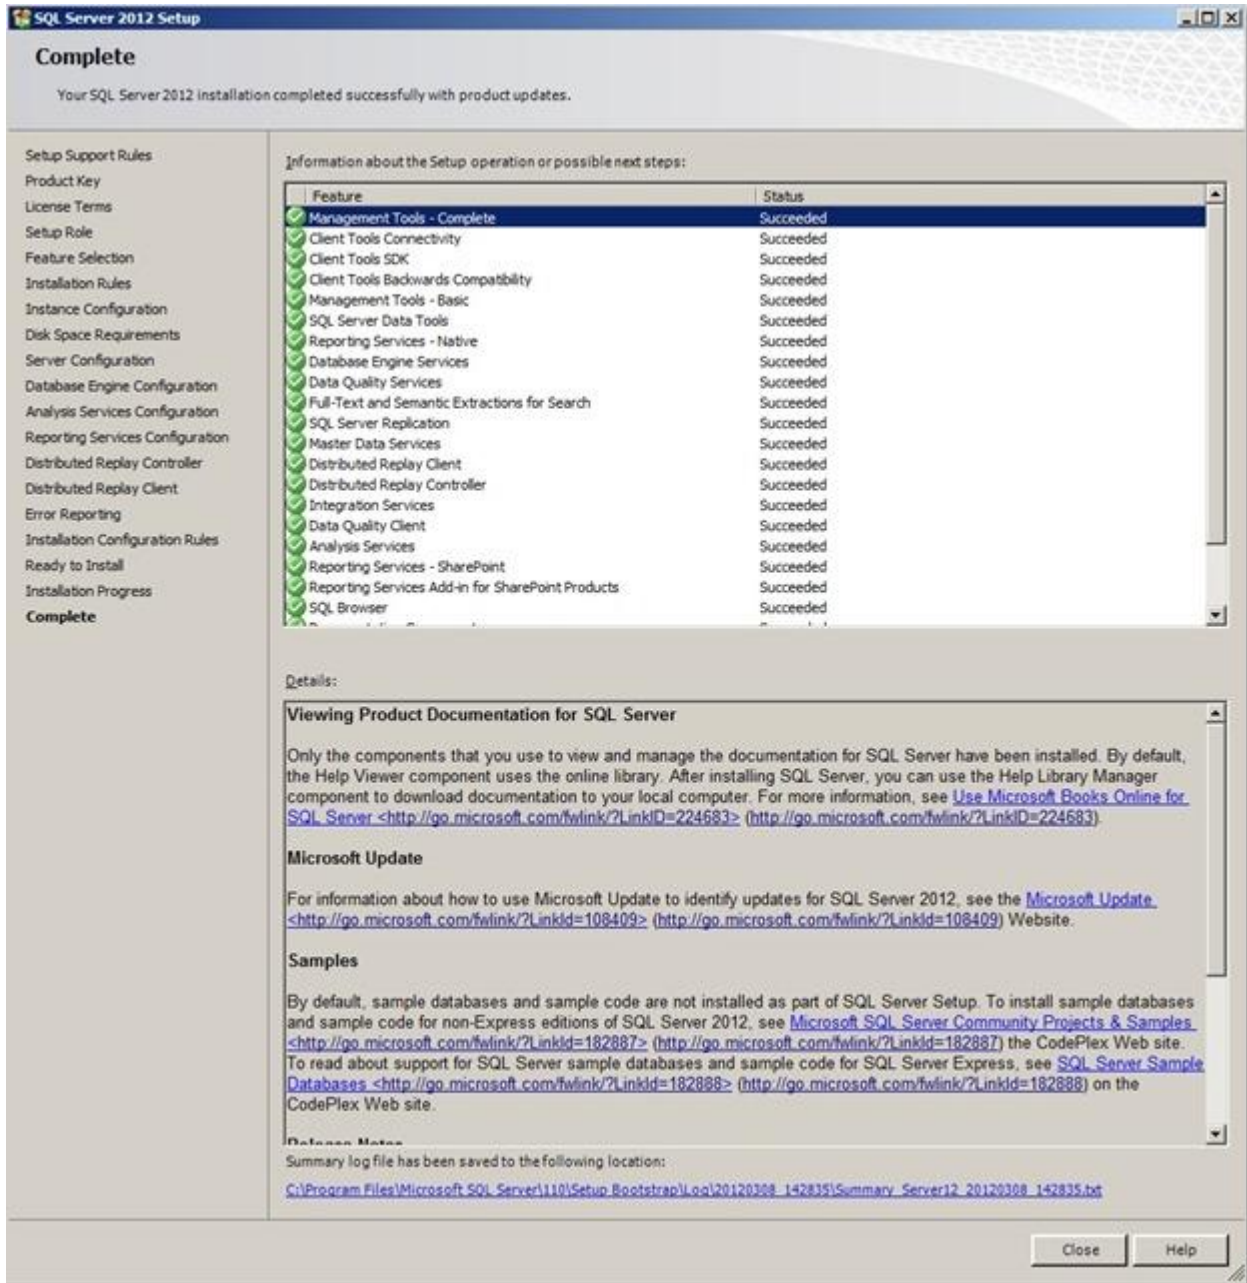 SQL Server 2012 Setup
Complete
Your SQL Server 2012 installation completed successfully with product updates.
Setup Support Rules
Product Key
License Terms
Setup Role
Feature Selection
Installation Rules
Instance Configuration
Disk Space Requirements
Server Configuration
Database Engine Configuration
Analysis Services Configuration
Reporting Services Configuration
Distributed Replay Controller
Distributed Replay Client
Error Reporting
Installation Configuration Rules
Ready to Install
Installation Progress
Complete
Information about the Setup operation or possible next steps:
Feature Status
Management Tools - Complete Succeeded
Client Tools Connectivity Succeeded
Client Tools SDK Succeeded
Client Tools Backwards Compatibility Succeeded
Management Tools - Basic Succeeded
SQL Server Data Tools Succeeded
Reporting Services - Native Succeeded
Database Engine Services Succeeded
Data Quality Services Succeeded
Full-Text and Semantic Extractions for Search Succeeded
SQL Server Replication Succeeded
Master Data Services Succeeded
Distributed Replay Client Succeeded
Distributed Replay Controller Succeeded
Integration Services Succeeded
Data Quality Client Succeeded
Analysis Services Succeeded
Reporting Services - SharePoint Succeeded
Reporting Services Add-in for SharePoint Products Succeeded
SQL Browser Succeeded
Details:
Viewing Product Documentation for SQL Server
Only the components that you use to view and manage the documentation for SQL Server have been installed. By default,
the Help Viewer component uses the online library. After installing SQL Server, you can use the Help Library Manager
component to download documentation to your local computer. For more information, see Use Microsoft Books Online for
SQL Server <http://go.microsoft.com/fwlink/?LinkID=224683> (http://go.microsoft.com/fwlink/?LinkID=224683).
Microsoft Update
For information about how to use Microsoft Update to identify updates for SQL Server 2012, see the Microsoft Update
<http://go.microsoft.com/fwlink/?LinkId=108409> (http://go.microsoft.com/fwlink/?LinkId=108409) Website.
Samples
By default, sample databases and sample code are not installed as part of SQL Server Setup. To install sample databases
and sample code for non-Express editions of SQL Server 2012, see Microsoft SQL Server Community Projects & Samples
<http://go.microsoft.com/fwlink/?LinkId=182887> (http://go.microsoft.com/fwlink/?LinkId=182887) the CodePlex Web site.
To read about support for SQL Server sample databases and sample code for SQL Server Express, see SQL Server Sample
Databases <http://go.microsoft.com/fwlink/?LinkId=182888> (http://go.microsoft.com/fwlink/?LinkId=182888) on the
CodePlex Web site.
Release Notes
Summary log file has been saved to the following location:
C:\Program Files\Microsoft SQL Server\110\Setup Bootstrap\Log\20120308_142835\Summary_Server12_20120308_142835.txt
Close Help